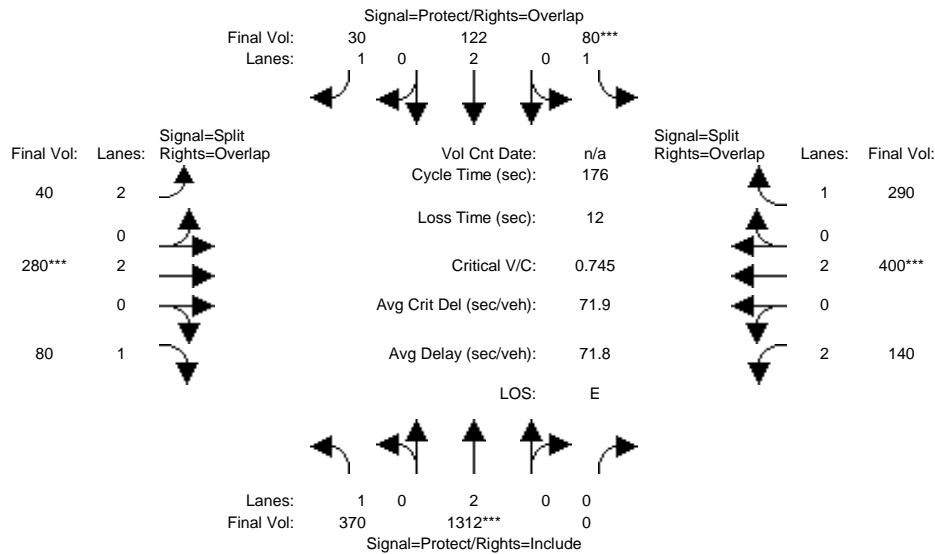 Signal=Protect/Rights=Overlap
Final Vol: 30 122 80***
Lanes: 1 0 2 0 1
Signal=Split Signal=Split
Final Vol: Lanes: Rights=Overlap Vol Cnt Date: n/a Rights=Overlap Lanes: Final Vol:
Cycle Time (sec): 176
40 2 1 290
Loss Time (sec): 12
0 0
280*** 2 Critical V/C: 0.745 2 400***
0 Avg Crit Del (sec/veh): 71.9 0
80 1 Avg Delay (sec/veh): 71.8 2 140
LOS: E
Lanes: 1 0 2 0 0
Final Vol: 370 1312*** 0
Signal=Protect/Rights=Include